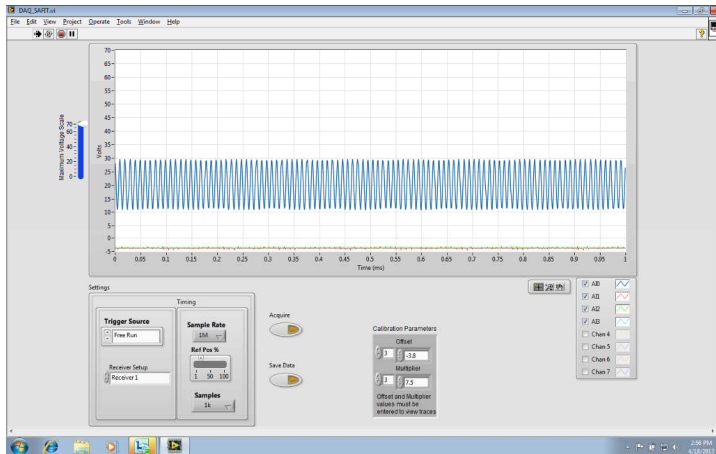 DAQ_SAFIT.vi
File Edit View Project Operate Tools Window Help
70-
65-
60-
55-
50-
45-
40-
35-
30-
25-
20-
15-
10-
5-
0-
-5-
Volts
Maximum Voltage Scale
70-
60-
40-
20-
0-
0 0.05 0.1 0.15 0.2 0.25 0.3 0.35 0.4 0.45 0.5 0.55 0.6 0.65 0.7 0.75 0.8 0.85 0.9 0.95 1
Time (ms)
Settings
Timing
Trigger Source
Free Run
Receiver Setup
Receiver 1
Sample Rate
1M
Ref Pos %
1 50 100
Samples
1k
Acquire
Save Data
Calibration Parameters
Offset
3 -3.8
Multiplier
3 7.5
Offset and Multiplier
values must be
entered to view traces
AI0
AI1
AI2
AI3
Chan 4
Chan 5
Chan 6
Chan 7
2:56 PM